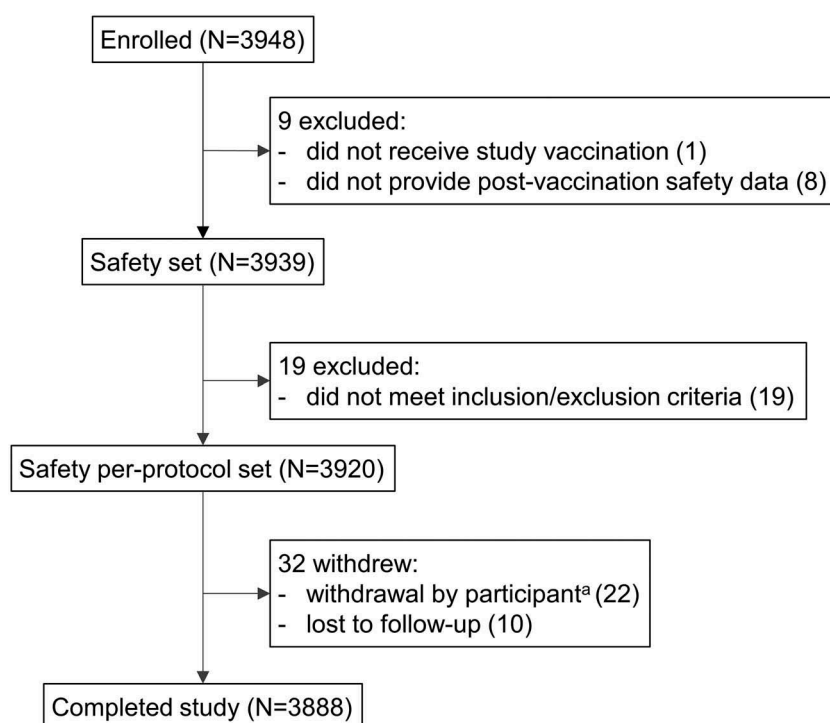 Enrolled (N=3948)
9 excluded:
- did not receive study vaccination (1)
- did not provide post-vaccination safety data (8)
Safety set (N=3939)
19 excluded:
- did not meet inclusion/exclusion criteria (19)
Safety per-protocol set (N=3920)
32 withdrew:
- withdrawal by participantᵃ (22)
- lost to follow-up (10)
Completed study (N=3888)